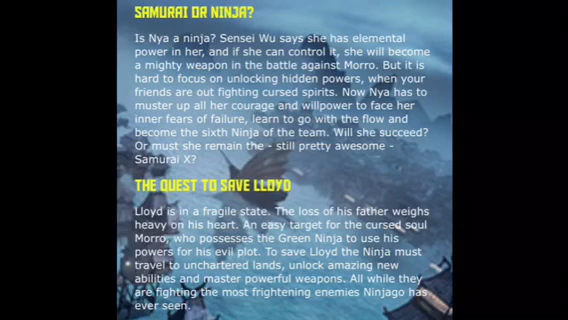 SAMURAI OR NINJA?
Is Nya a ninja? Sensei Wu says she has elemental
power in her, and if she can control it, she will become
a mighty weapon in the battle against Morro. But it is
hard to focus on unlocking hidden powers, when your
friends are out fighting cursed spirits. Now Nya has to
muster up all her courage and willpower to face her
inner fears of failure, learn to go with the flow and
become the sixth Ninja of the team. Will she succeed?
Or must she remain the - still pretty awesome -
Samurai X?
THE QUEST TO SAVE LLOYD
Lloyd is in a fragile state. The loss of his father weighs
heavy on his heart. An easy target for the cursed soul
Morro, who possesses the Green Ninja to use his
powers for his evil plot. To save Lloyd the Ninja must
travel to unchartered lands, unlock amazing new
abilities and master powerful weapons. All while they
are fighting the most frightening enemies Ninjago has
ever seen.